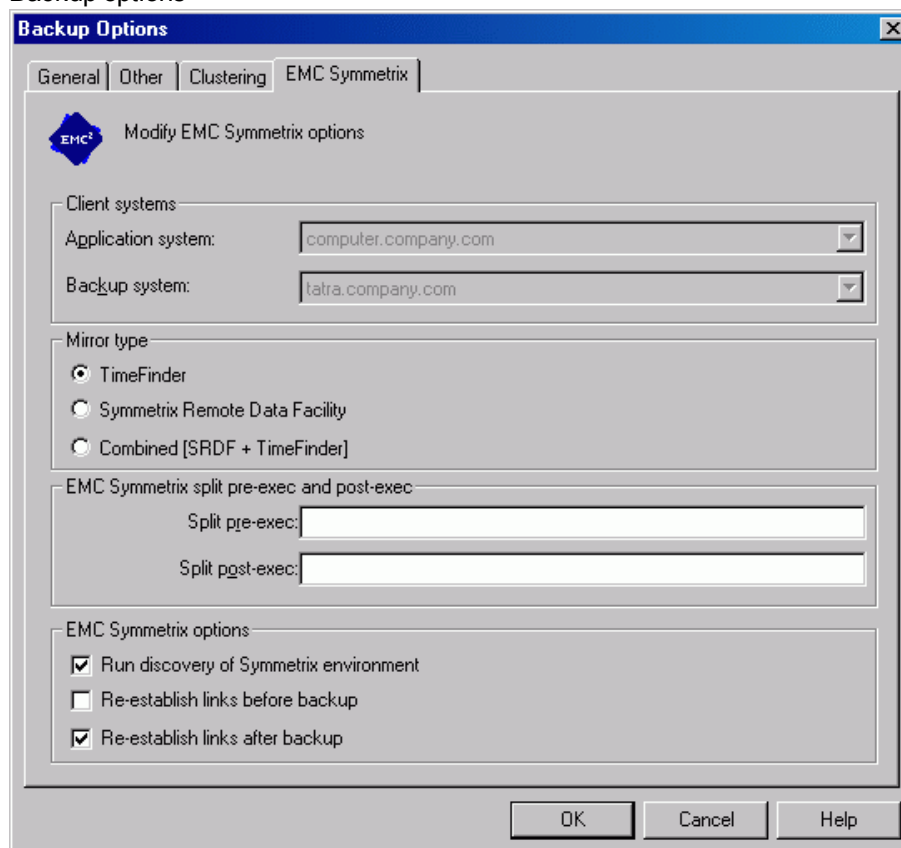 Backup options
Backup Options
General Other Clustering EMC Symmetrix
EMC² Modify EMC Symmetrix options
Client systems
Application system: computer.company.com
Backup system: tatra.company.com
Mirror type
TimeFinder
Symmetrix Remote Data Facility
Combined [SRDF + TimeFinder]
EMC Symmetrix split pre-exec and post-exec
Split pre-exec:
Split post-exec:
EMC Symmetrix options
Run discovery of Symmetrix environment
Re-establish links before backup
Re-establish links after backup
OK Cancel Help